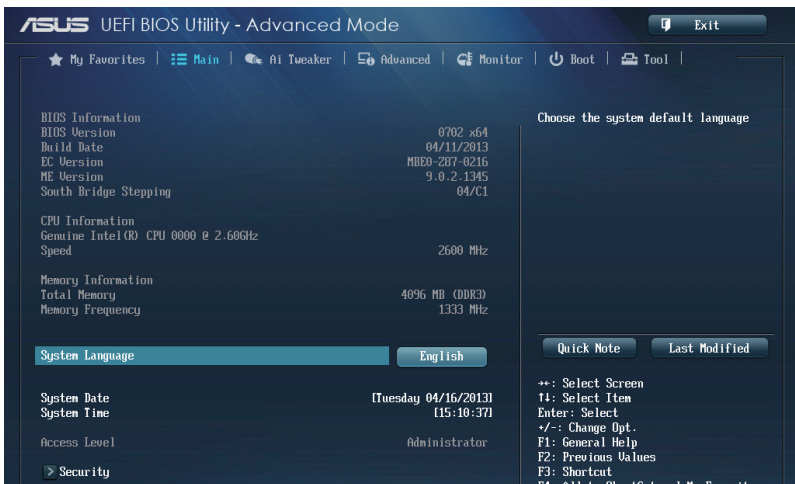 ASUS UEFI BIOS Utility - Advanced Mode
Exit
My Favorites Main Ai Tweaker Advanced Monitor Boot Tool
BIOS Information
BIOS Version 0702 x64
Build Date 04/11/2013
EC Version MBE0-Z87-0216
ME Version 9.0.2.1345
South Bridge Stepping 04/C1
CPU Information
Genuine Intel(R) CPU 0000 @ 2.60GHz
Speed 2600 MHz
Memory Information
Total Memory 4096 MB (DDR3)
Memory Frequency 1333 MHz
System Language English
System Date [Tuesday 04/16/2013]
System Time [15:10:37]
Access Level Administrator
> Security
Choose the system default language
Quick Note Last Modified
→←: Select Screen
↑↓: Select Item
Enter: Select
+/-: Change Opt.
F1: General Help
F2: Previous Values
F3: Shortcut